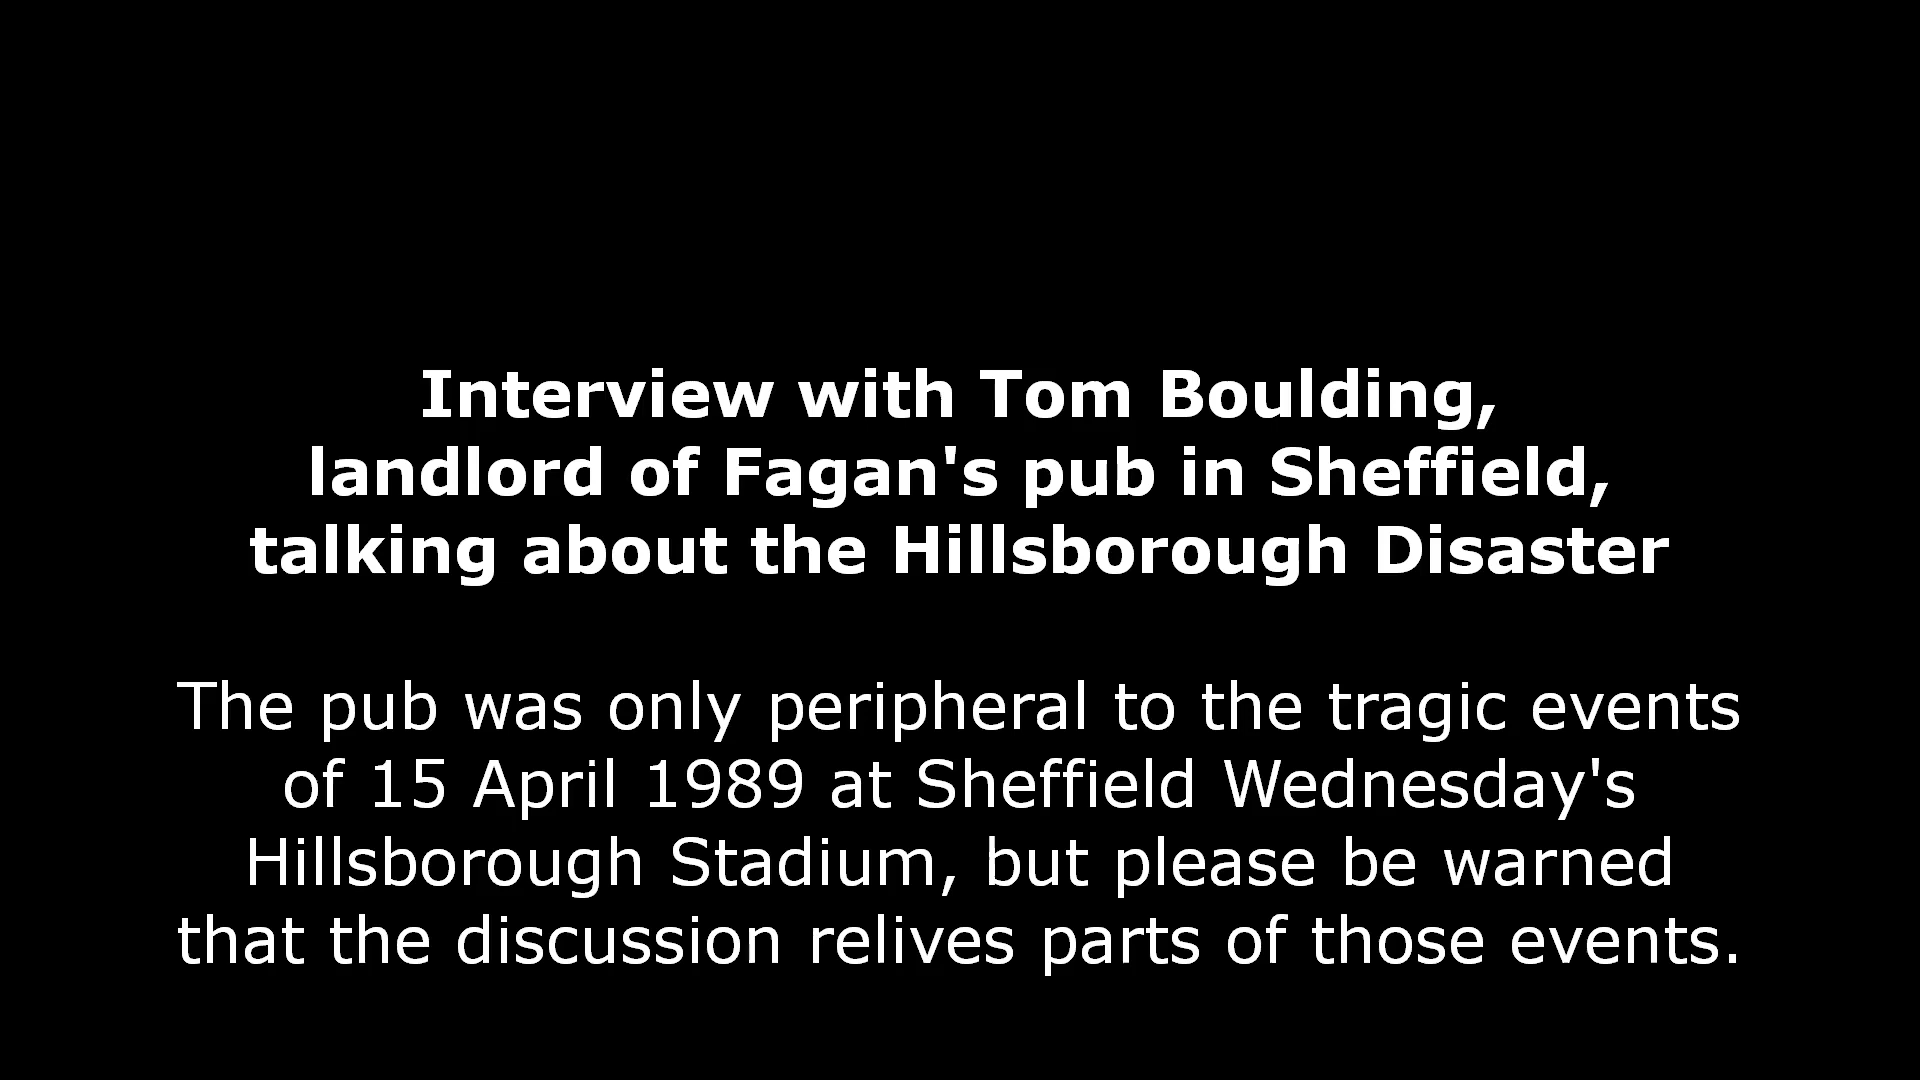 Interview with Tom Boulding,
landlord of Fagan's pub in Sheffield,
talking about the Hillsborough Disaster
The pub was only peripheral to the tragic events
of 15 April 1989 at Sheffield Wednesday's
Hillsborough Stadium, but please be warned
that the discussion relives parts of those events.